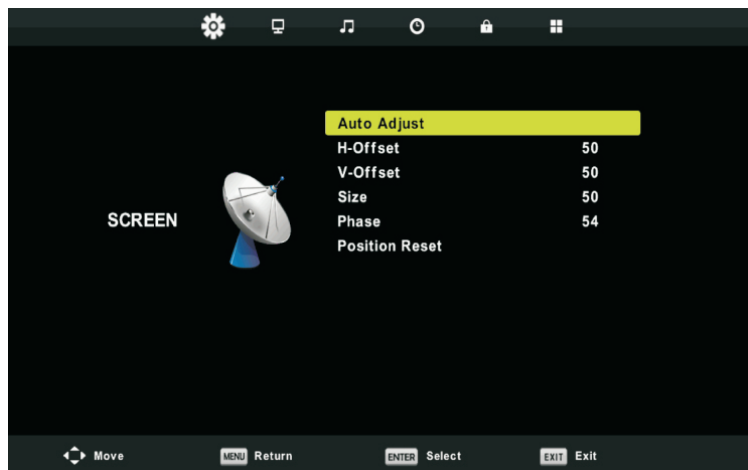 SCREEN
Auto Adjust
H-Offset 50
V-Offset 50
Size 50
Phase 54
Position Reset
Move MENU Return ENTER Select EXIT Exit